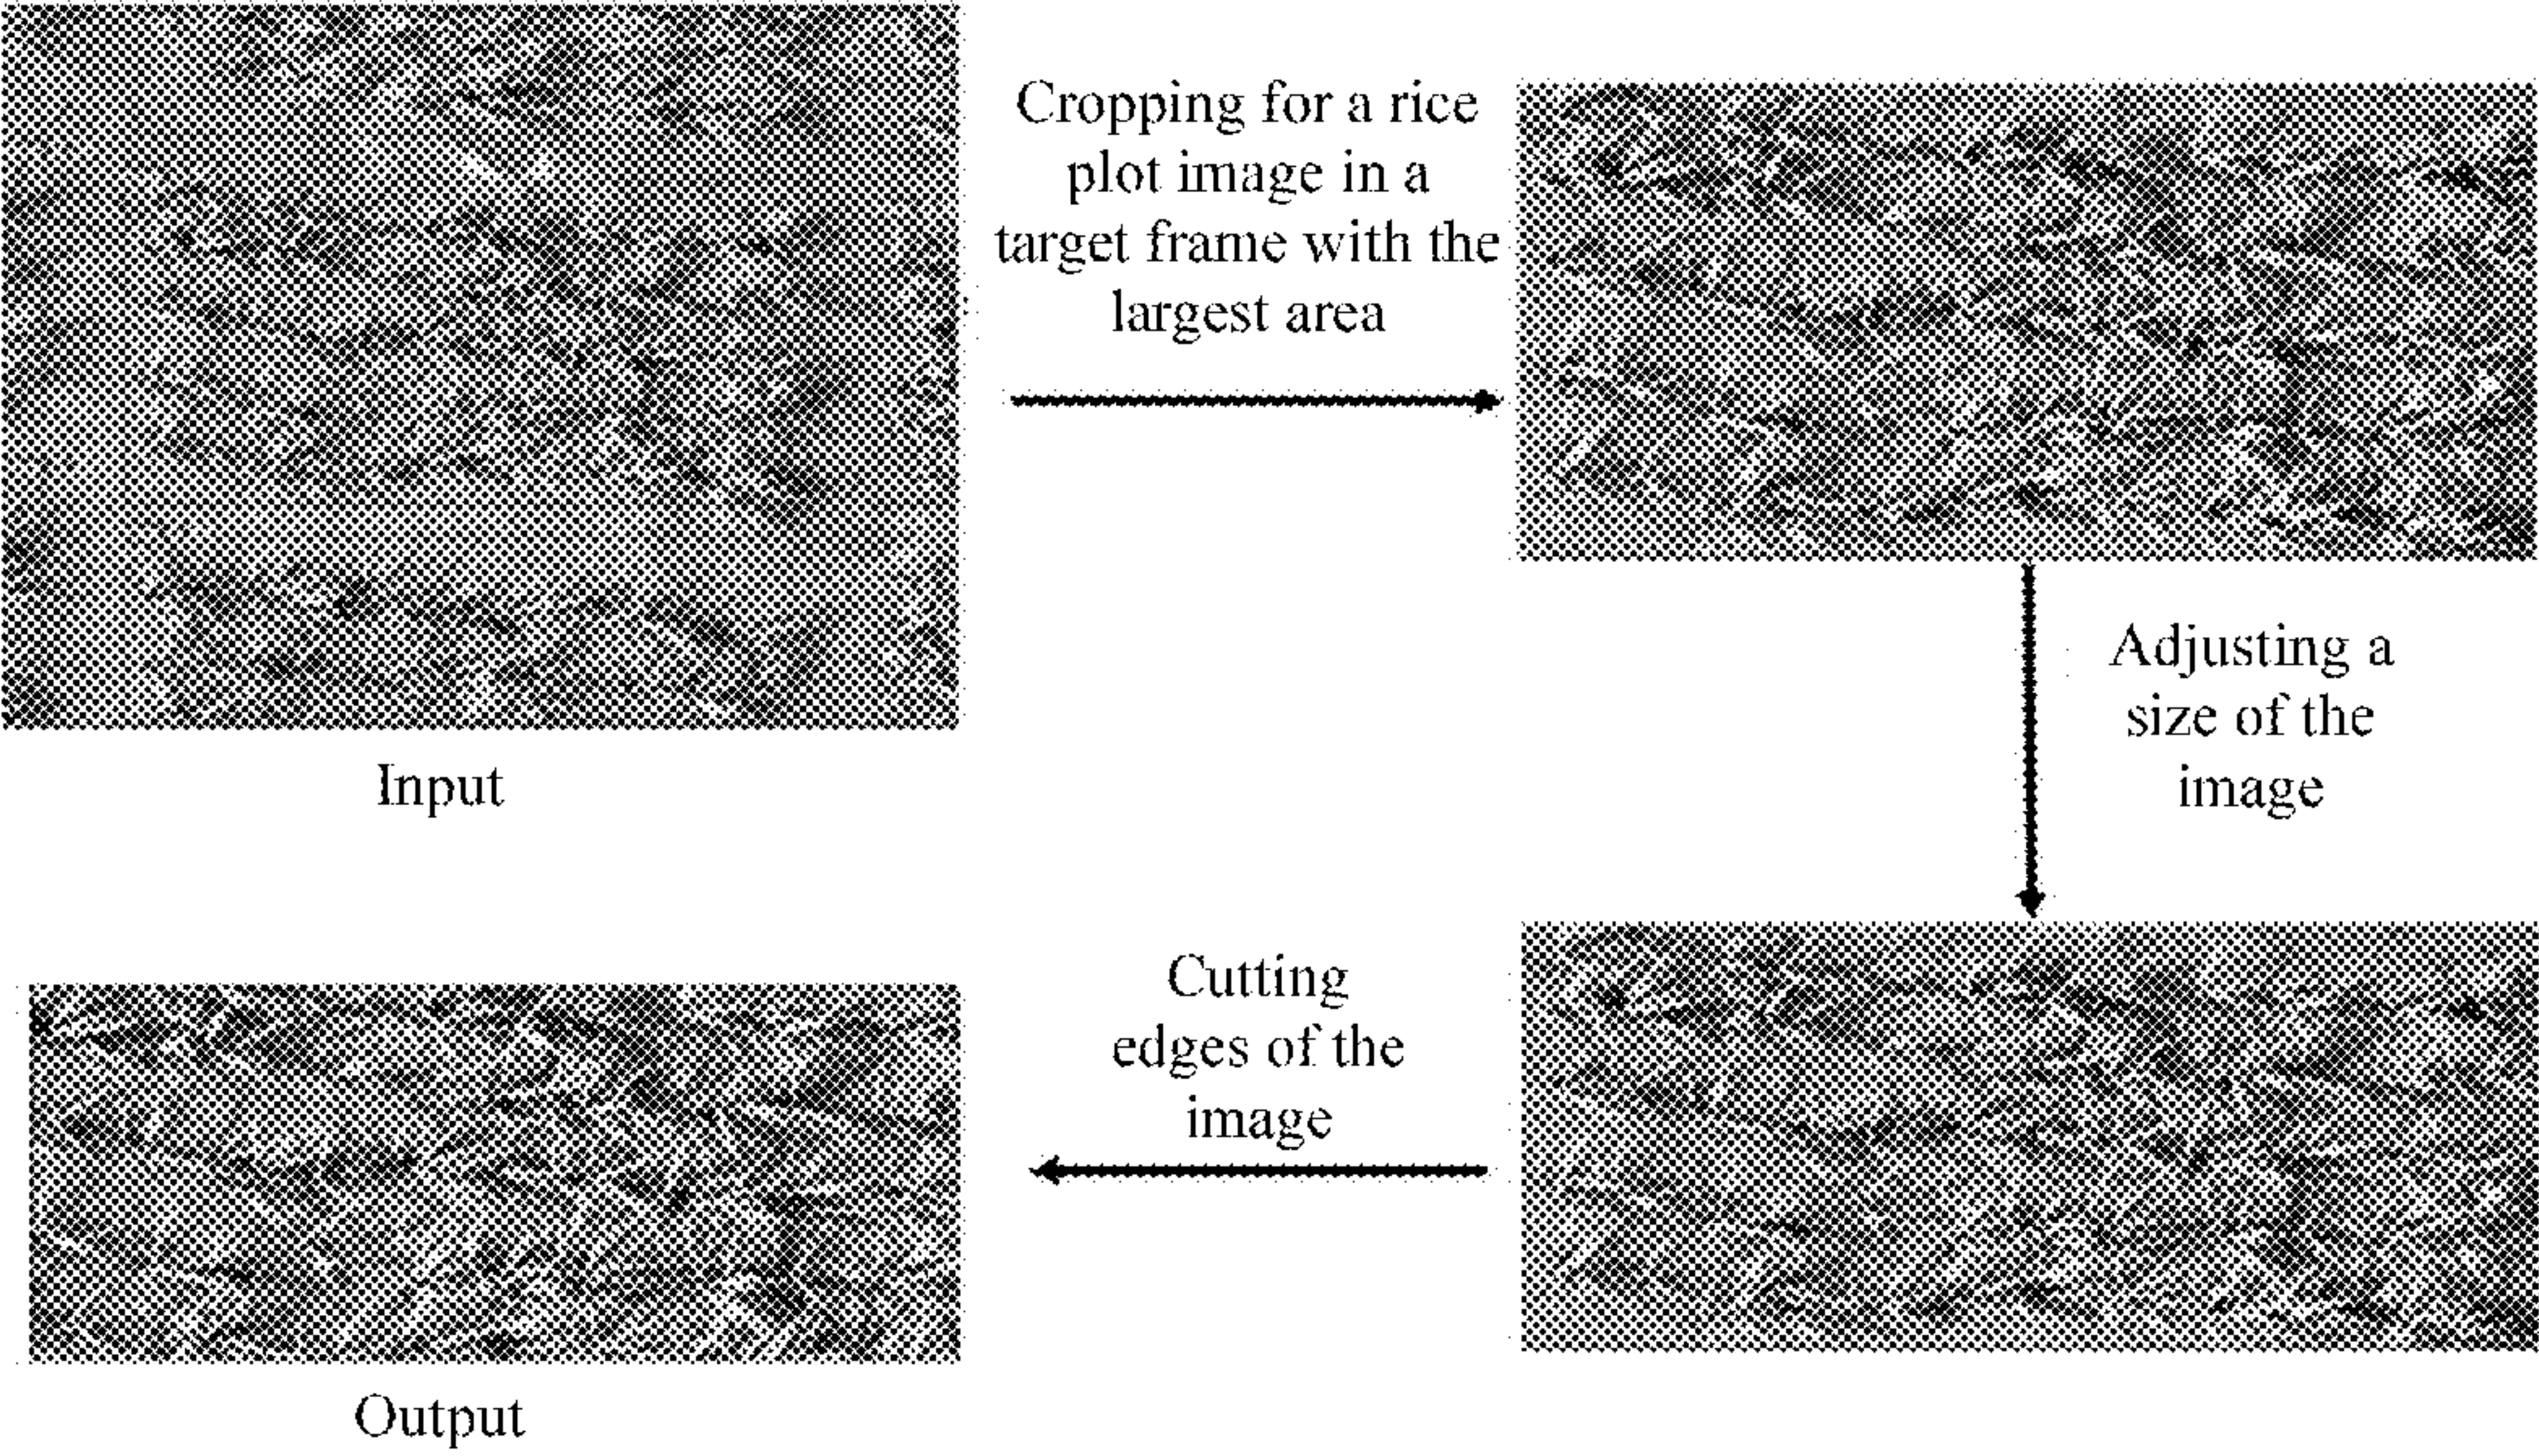 Cropping for a rice
plot image in a
target frame with the
largest area
Input
Adjusting a
size of the
image
Cutting
edges of the
image
Output